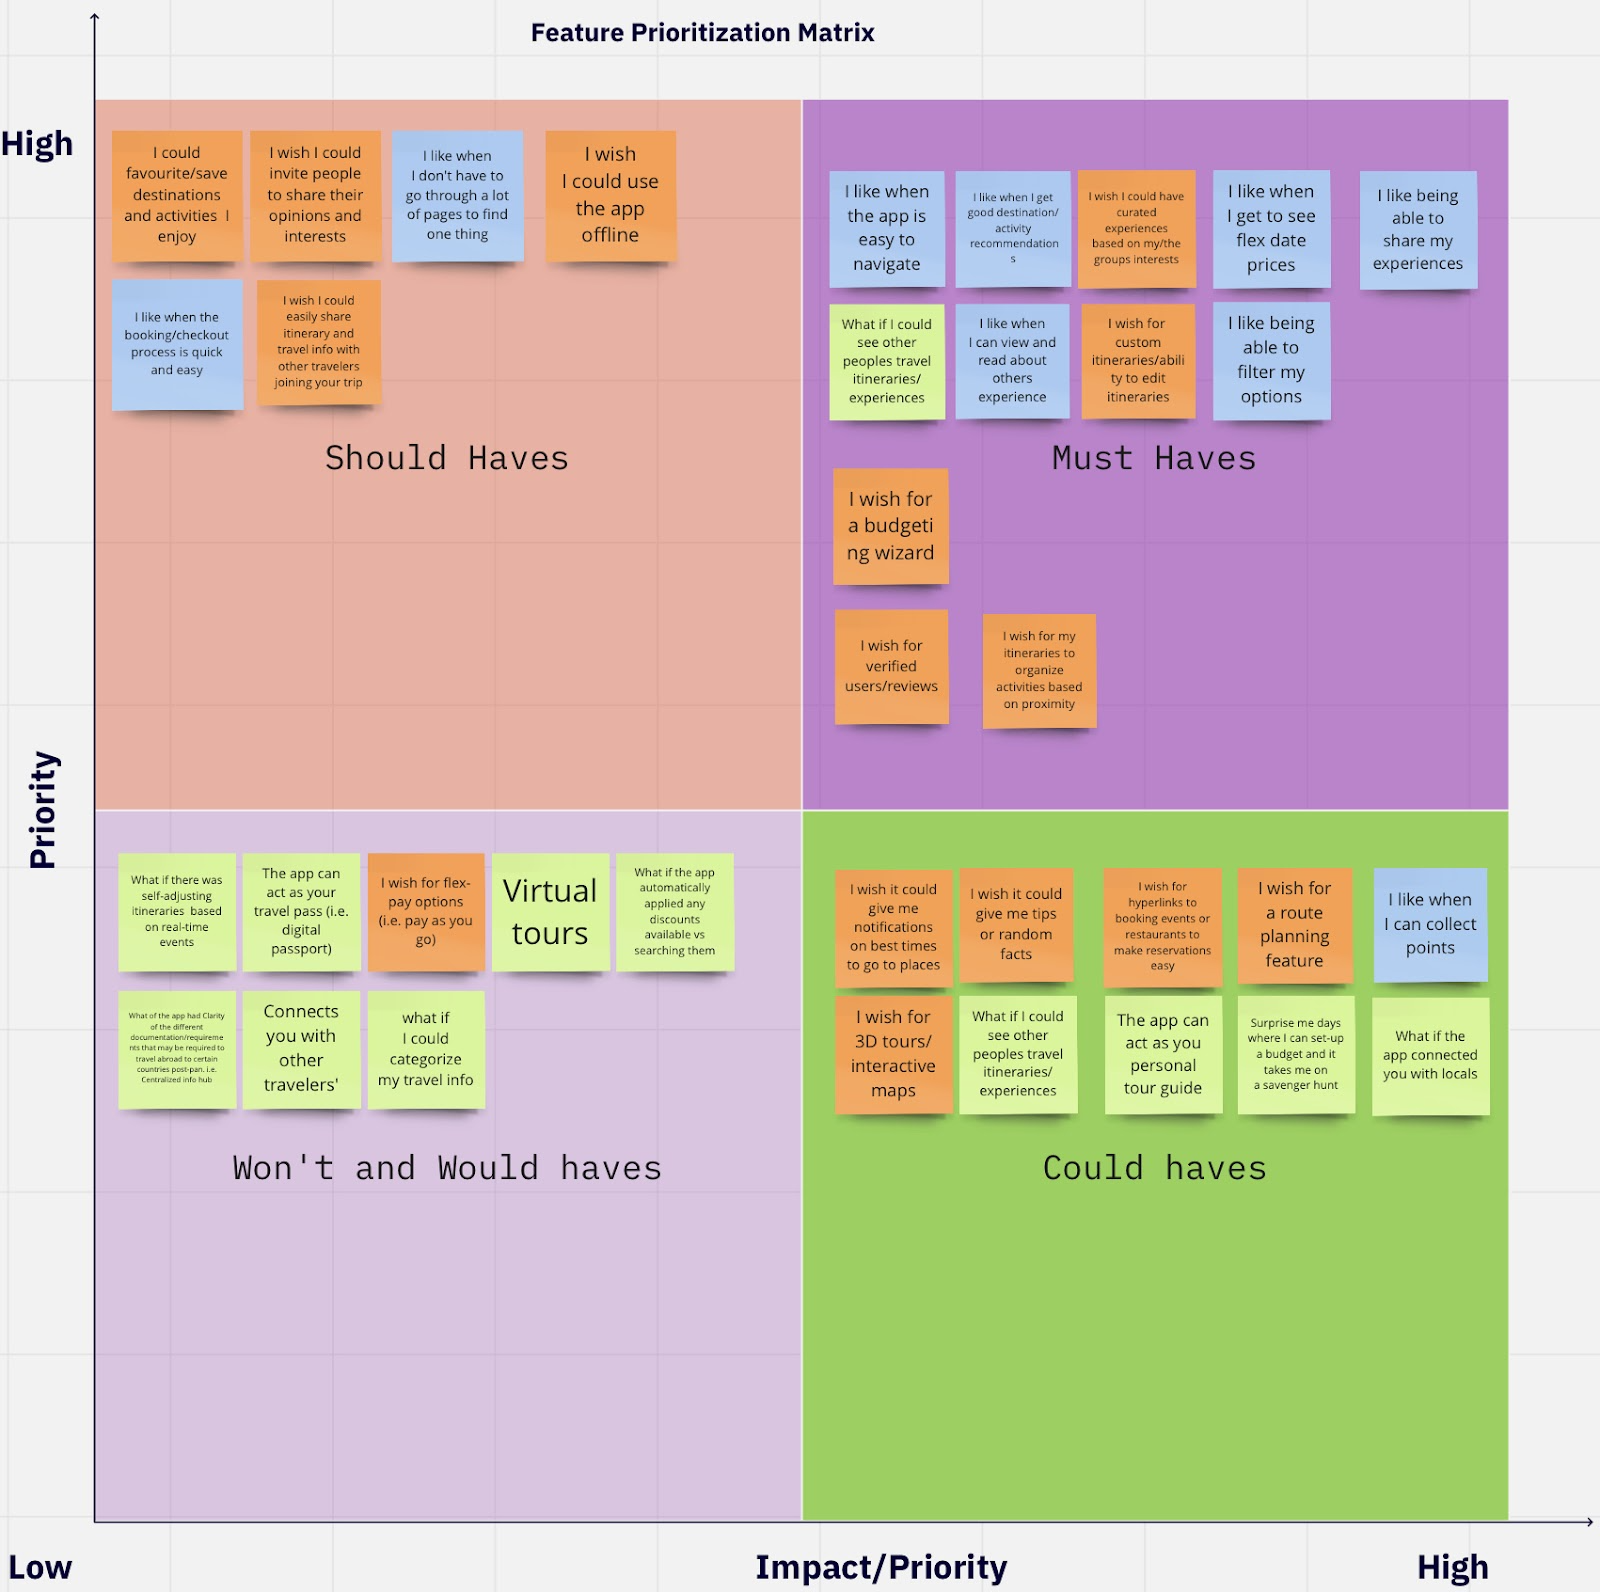 Feature Prioritization Matrix
High
I could
favourite/save
destinations
and activities I
enjoy
I wish I could
invite people
to share their
opinions and
interests
I like when
I don't have to
go through a lot
of pages to find
one thing
I wish
I could use
the app
offline
I like when the
booking/checkout
process is quick
and easy
I wish I could
easily share
itinerary and
travel info with
other travelers
joining your trip
Should Haves
I like when
the app is
easy to
navigate
I like when I get
good destination/
activity
recommendation
s
I wish I could have
curated
experiences
based on my/the
groups interests
I like when
I get to see
flex date
prices
I like being
able to
share my
experiences
What if I could
see other
peoples travel
itineraries/
experiences
I like when
I can view and
read about
others
experience
I wish for
custom
itineraries/abili
ty to edit
itineraries
I like being
able to
filter my
options
Must Haves
I wish for
a budgeti
ng wizard
I wish for
verified
users/reviews
I wish for my
itineraries to
organize
activities based
on proximity
Priority
What if there was
self-adjusting
itineraries based
on real-time
events
The app can
act as your
travel pass (i.e.
digital
passport)
I wish for flex-
pay options
(i.e. pay as you
go)
Virtual
tours
What if the app
automatically
applied any
discounts
available vs
searching them
What of the app had Clarity
of the different
documentation/requireme
nts that may be required to
travel abroad to certain
countries post-pan. i.e.
Centralized info hub
Connects
you with
other
travelers'
what if
I could
categorize
my travel info
Won't and Would haves
I wish it could
give me
notifications
on best times
to go to places
I wish it could
give me tips
or random
facts
I wish for
hyperlinks to
booking events or
restaurants to
make reservations
easy
I wish for
a route
planning
feature
I like when
I can collect
points
I wish for
3D tours/
interactive
maps
What if I could
see other
peoples travel
itineraries/
experiences
The app can
act as you
personal
tour guide
Surprise me days
where I can set-up
a budget and it
takes me on
a savenger hunt
What if the
app connected
you with locals
Could haves
Low
Impact/Priority
High